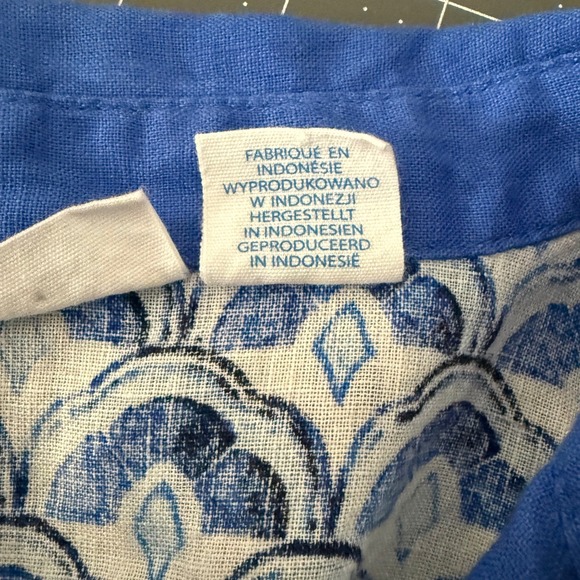 FABRIQUÉ EN
INDONÉSIE
WYPRODUKOWANO
W INDONEZJI
HERGESTELLT
IN INDONESIEN
GEPRODUCEERD
IN INDONESIË